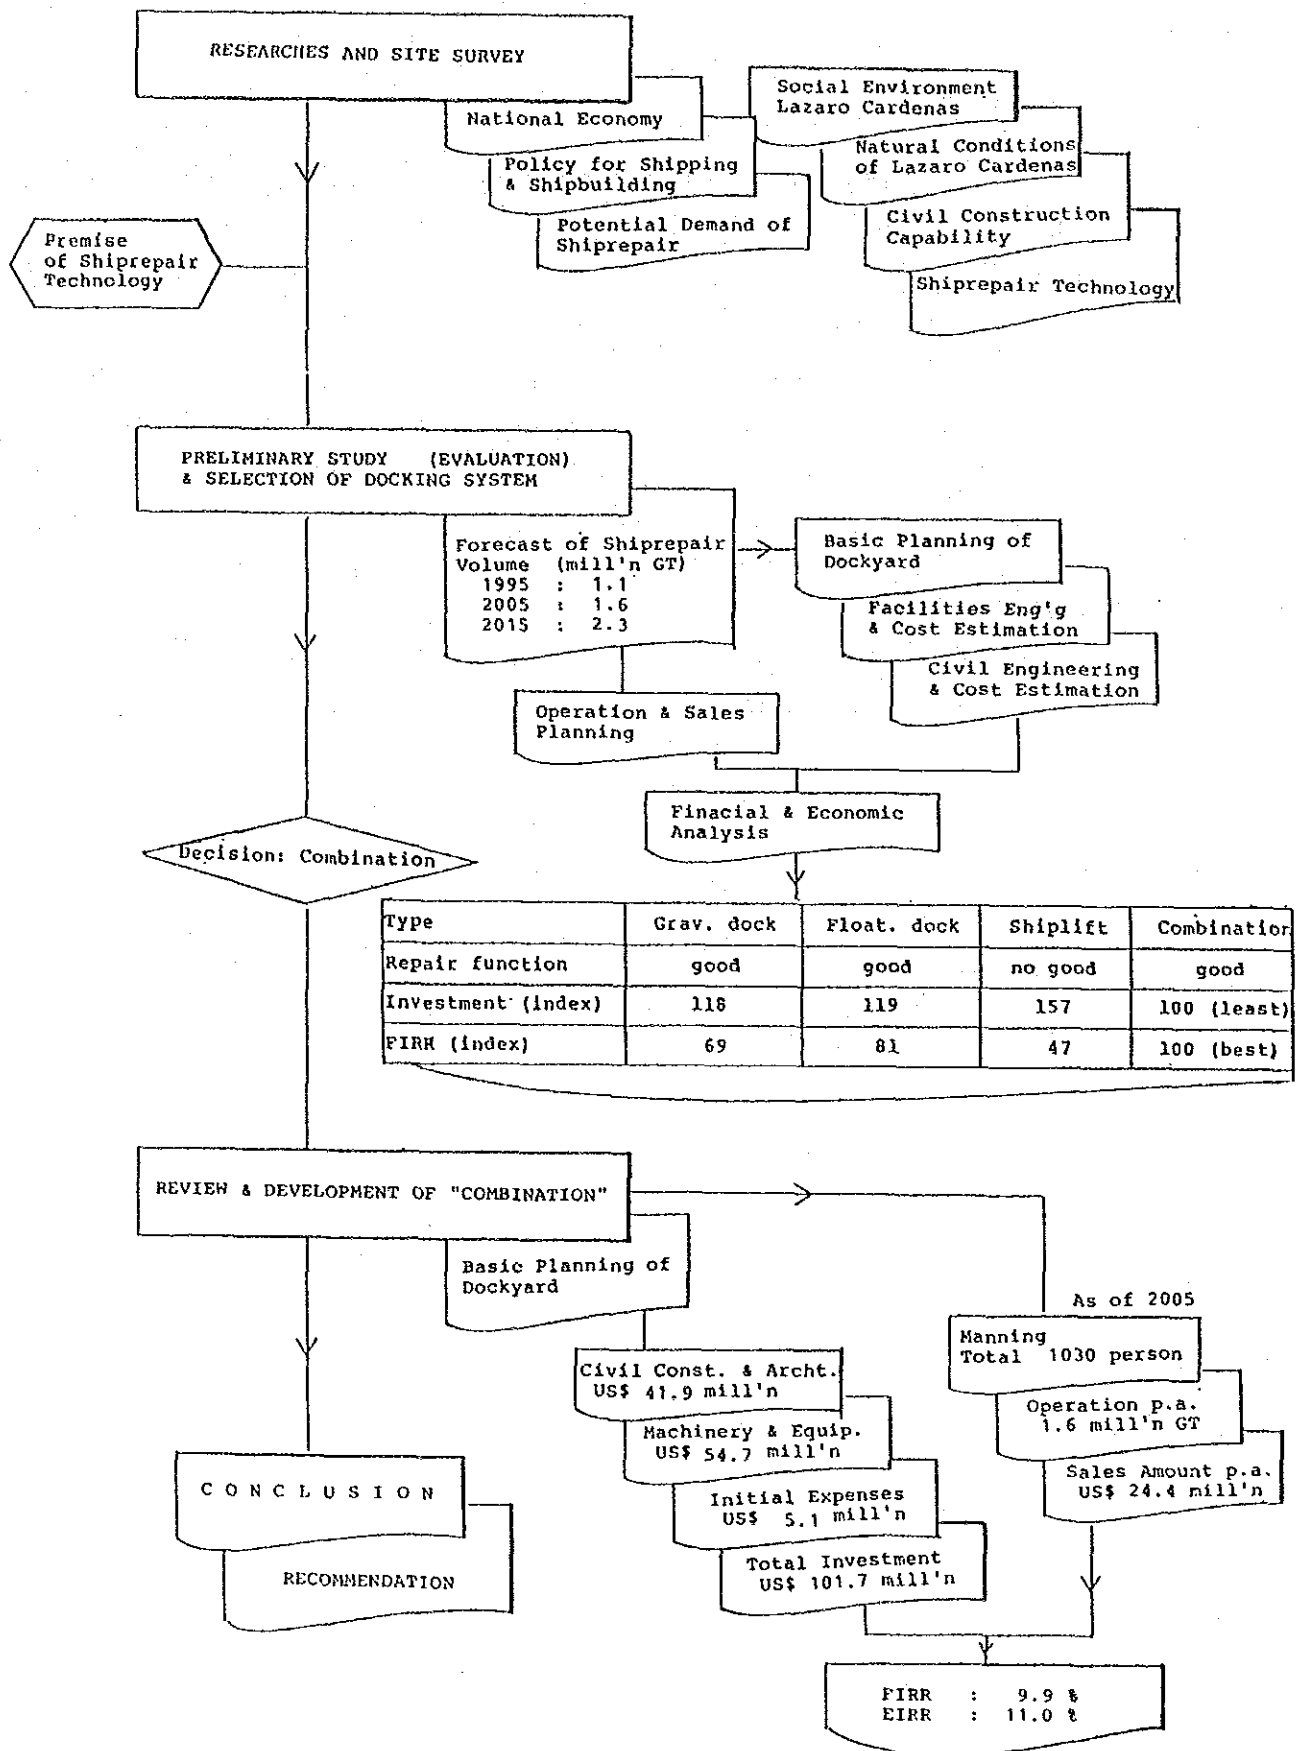 RESEARCHES AND SITE SURVEY
National Economy
Policy for Shipping
& Shipbuilding
Potential Demand of
Shiprepair
Social Environment
Lazaro Cardenas
Natural Conditions
of Lazaro Cardenas
Civil Construction
Capability
Shiprepair Technology
Premise
of Shiprepair
Technology
PRELIMINARY STUDY (EVALUATION)
& SELECTION OF DOCKING SYSTEM
Forecast of Shiprepair
Volume (mill'n GT)
1995 : 1.1
2005 : 1.6
2015 : 2.3
Basic Planning of
Dockyard
Facilities Eng'g
& Cost Estimation
Civil Engineering
& Cost Estimation
Operation & Sales
Planning
Finacial & Economic
Analysis
Decision: Combination
Type Grav. dock Float. dock Shiplift Combination
Repair function good good no good good
Investment (index) 118 119 157 100 (least)
FIRR (index) 69 81 47 100 (best)
REVIEW & DEVELOPMENT OF "COMBINATION"
Basic Planning of
Dockyard
Civil Const. & Archt.
US$ 41.9 mill'n
Machinery & Equip.
US$ 54.7 mill'n
Initial Expenses
US$ 5.1 mill'n
Total Investment
US$ 101.7 mill'n
As of 2005
Manning
Total 1030 person
Operation p.a.
1.6 mill'n GT
Sales Amount p.a.
US$ 24.4 mill'n
CONCLUSION
RECOMMENDATION
FIRR : 9.9 %
EIRR : 11.0 %